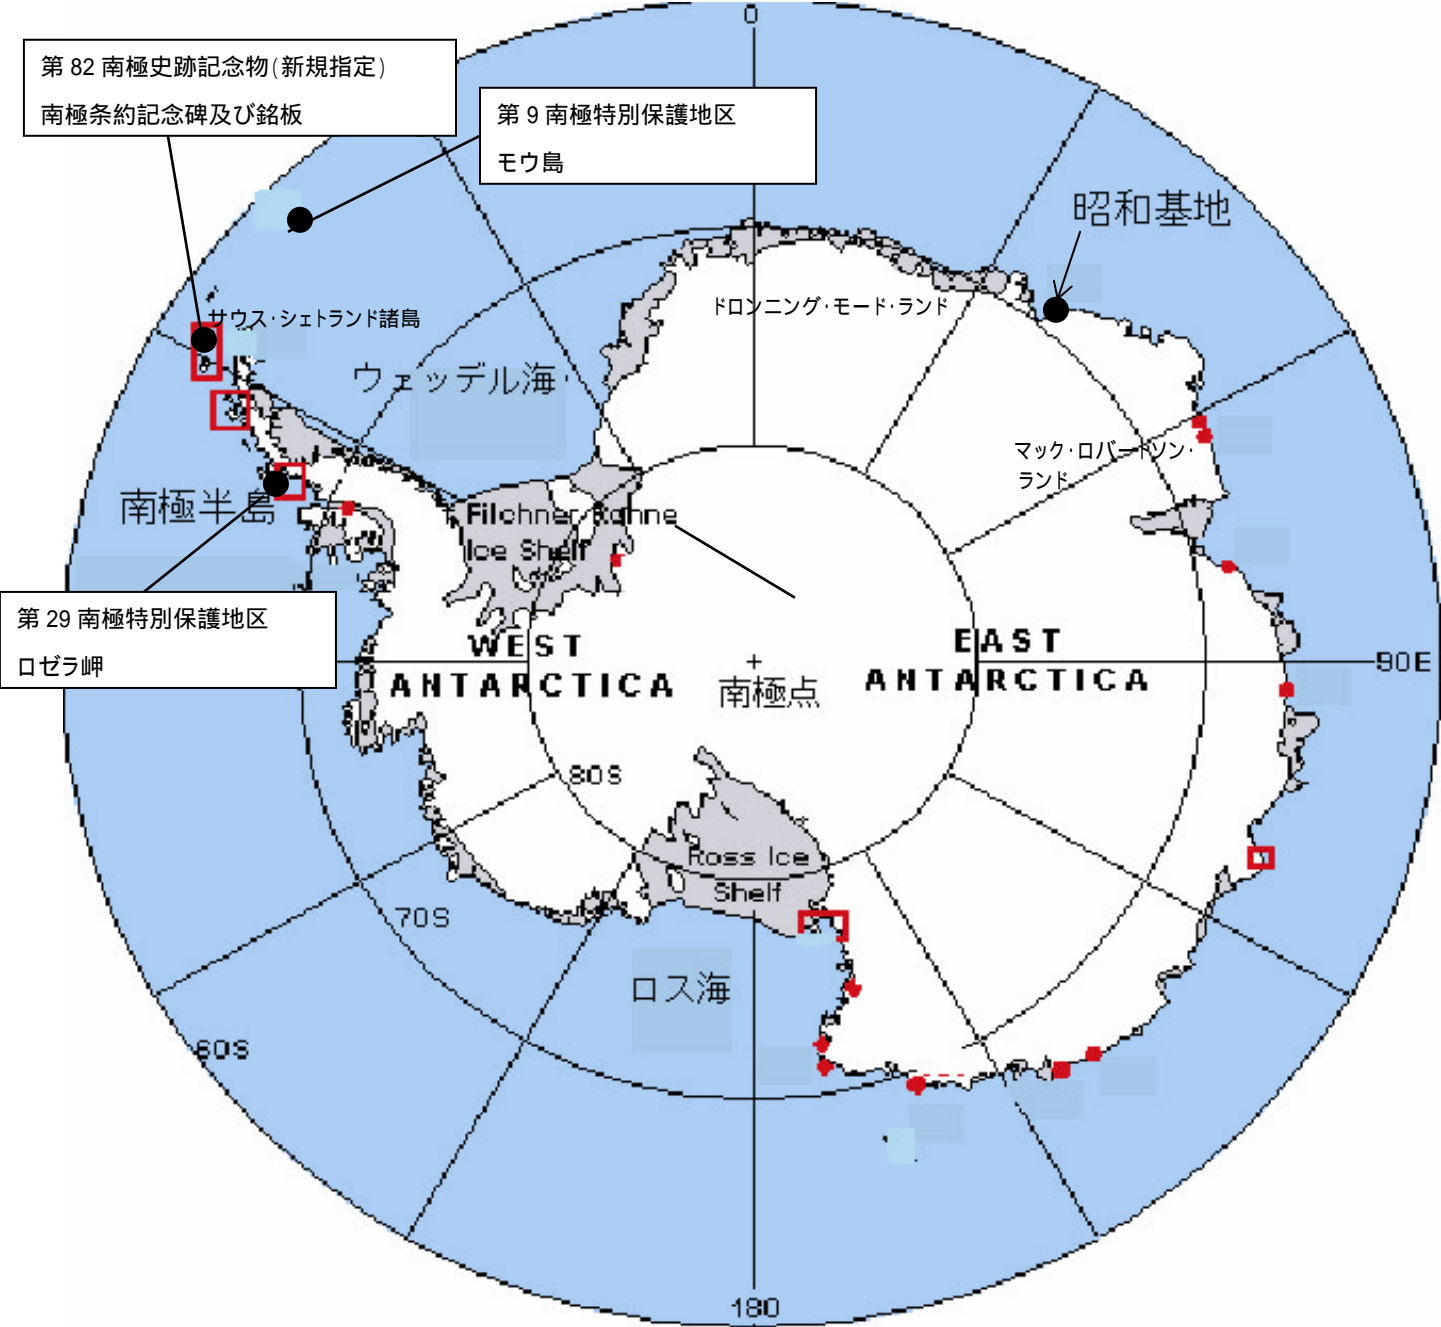 0
第 82 南極史跡記念物(新規指定)
南極条約記念碑及び銘板
第 9 南極特別保護地区
モウ島
昭和基地
サウス･シェトランド諸島
ドロンニング･モード･ランド
ウェッデル海
マック･ロバートソン･
ランド
南極半島
Filchner Ronne
Ice Shelf
第 29 南極特別保護地区
ロゼラ岬
WEST
ANTARCTICA
EAST
ANTARCTICA
90E
南極点
80S
Ross Ice
Shelf
70S
ロス海
60S
180